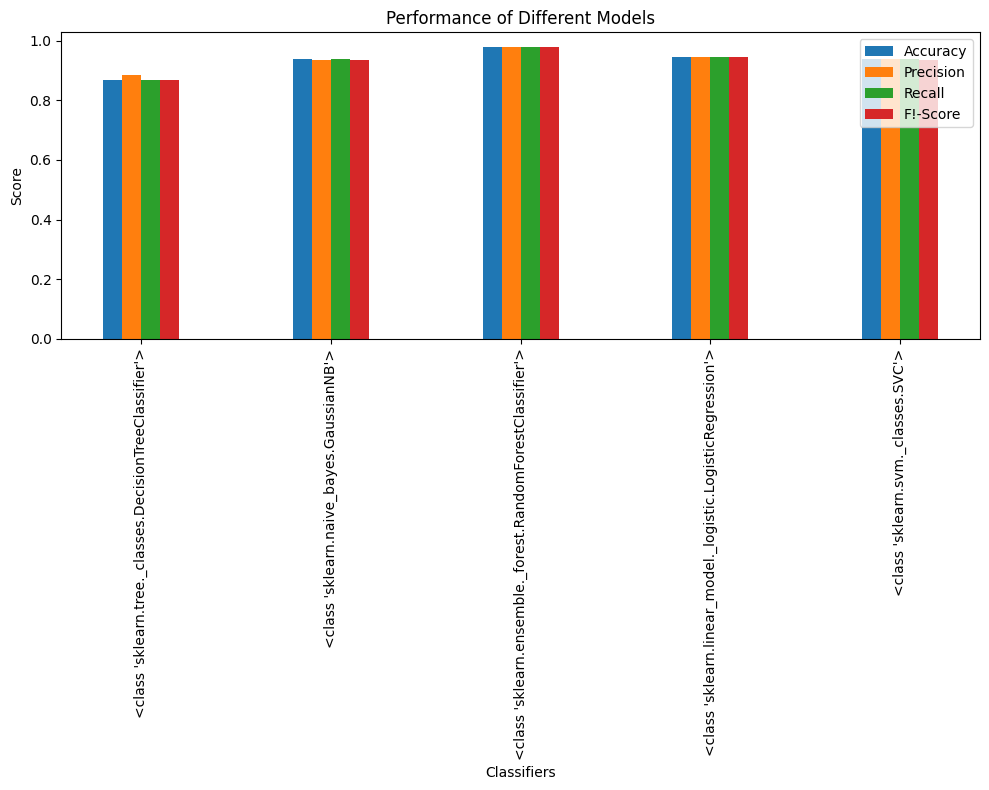 Performance of Different Models
Score
1.0
0.8
0.6
0.4
0.2
0.0
Accuracy
Precision
Recall
F!-Score
<class 'sklearn.tree._classes.DecisionTreeClassifier'>
<class 'sklearn.naive_bayes.GaussianNB'>
<class 'sklearn.ensemble._forest.RandomForestClassifier'>
<class 'sklearn.linear_model._logistic.LogisticRegression'>
<class 'sklearn.svm._classes.SVC'>
Classifiers